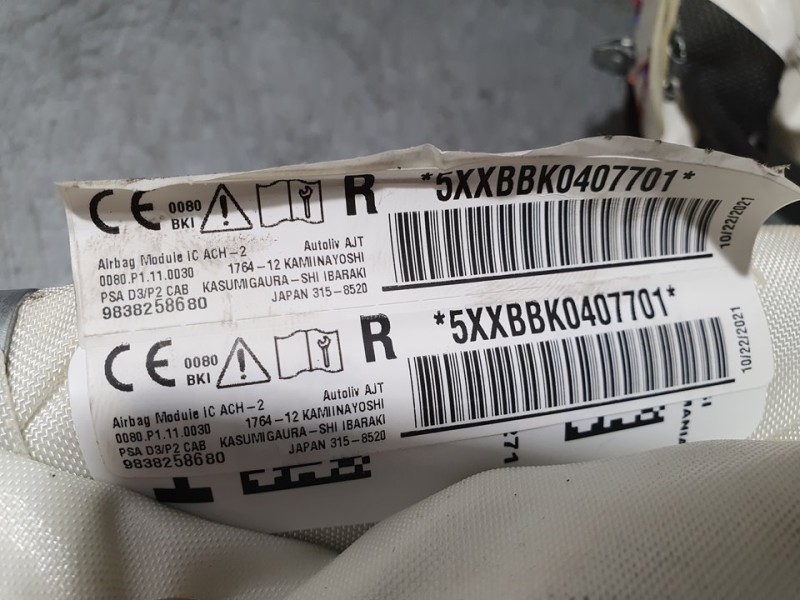 CE 0080 BKI R *5XXBBK0407701*
Airbag Module IC ACH-2
0080.P1.11.0030
PSA D3/P2 CAB
9838258680
Autoliv AJT
1764-12 KAMIINAYOSHI
KASUMIGAURA-SHI IBARAKI
JAPAN 315-8520
10/22/2021
CE 0080 BKI R *5XXBBK0407701*
Airbag Module IC ACH-2
0080.P1.11.0030
PSA D3/P2 CAB
9838258680
Autoliv AJT
1764-12 KAMIINAYOSHI
KASUMIGAURA-SHI IBARAKI
JAPAN 315-8520
10/22/2021